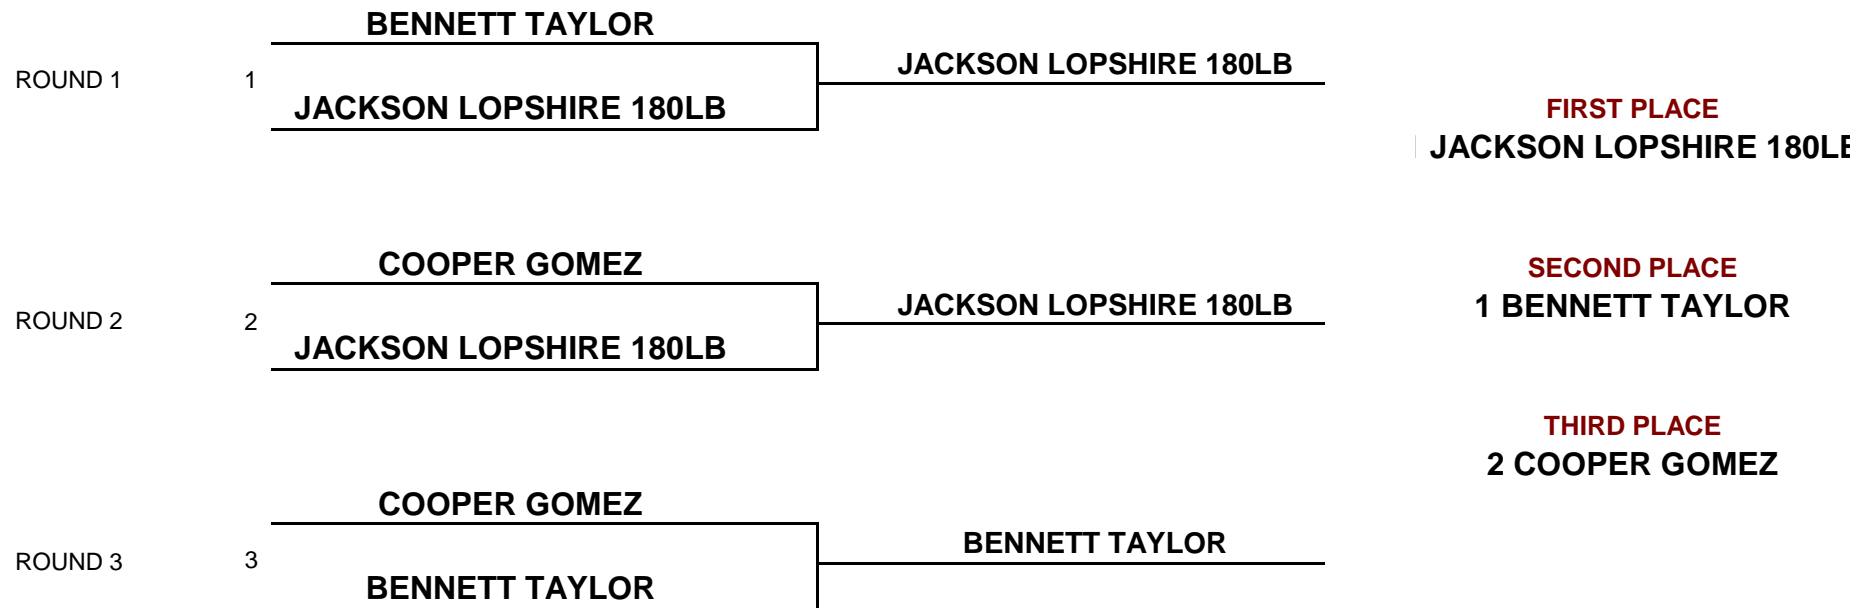 BENNETT TAYLOR
JACKSON LOPSHIRE 180LB
ROUND 1
1
JACKSON LOPSHIRE 180LB
FIRST PLACE
JACKSON LOPSHIRE 180LB
COOPER GOMEZ
SECOND PLACE
JACKSON LOPSHIRE 180LB
1 BENNETT TAYLOR
ROUND 2
2
JACKSON LOPSHIRE 180LB
THIRD PLACE
2 COOPER GOMEZ
COOPER GOMEZ
BENNETT TAYLOR
ROUND 3
3
BENNETT TAYLOR